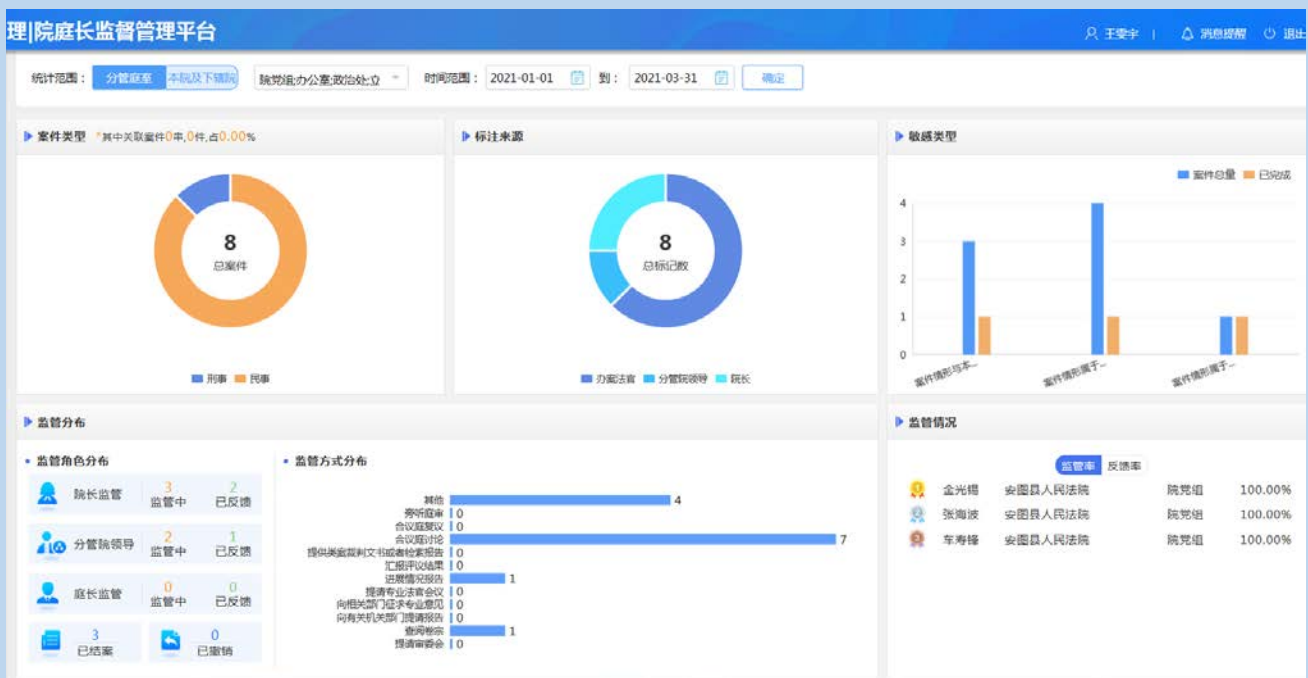 理|院庭长监督管理平台
王雯宇 | 消息提醒 退出
统计范围： 分管庭室 本院及下辖院 院党组;办公室;政治处;立 时间范围： 2021-01-01 到： 2021-03-31 确定
案件类型 *其中关联案件0串,0件,占0.00%
8
总案件
刑事 民事
标注来源
8
总标记数
办案法官 分管院领导 院长
敏感类型
案件总量 已完成
4
3
2
1
0
案件情形与本...
案件情形属于...
案件情形属于...
监管分布
监管角色分布
院长监管 3 监管中 2 已反馈
分管院领导 2 监管中 1 已反馈
庭长监管 0 监管中 0 已反馈
3 已结案 0 已撤销
监管方式分布
其他 4
旁听庭审 0
合议庭复议 0
合议庭讨论 7
提供类案裁判文书或者检索报告 0
汇报评议结果 0
进展情况报告 1
提请专业法官会议 0
向相关部门征求专业意见 0
向有关机关部门提请报告 0
查阅卷宗 1
提请审委会 0
监管情况
监管率 反馈率
1 金光锡 安图县人民法院 院党组 100.00%
2 张海波 安图县人民法院 院党组 100.00%
3 车寿锋 安图县人民法院 院党组 100.00%